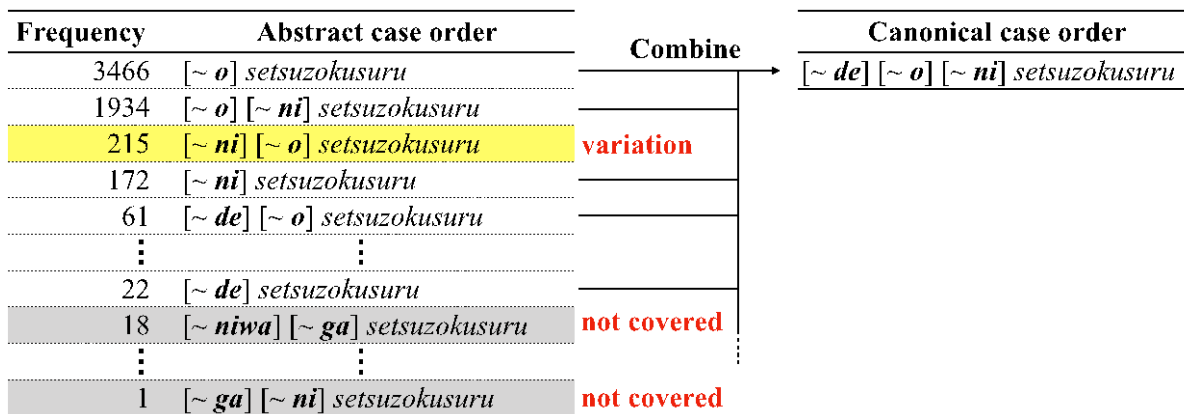 Frequency Abstract case order Combine Canonical case order
3466 [~ o] setsuzokusuru [~ de] [~ o] [~ ni] setsuzokusuru
1934 [~ o] [~ ni] setsuzokusuru
215 [~ ni] [~ o] setsuzokusuru variation
172 [~ ni] setsuzokusuru
61 [~ de] [~ o] setsuzokusuru
⋮ ⋮
22 [~ de] setsuzokusuru
18 [~ niwa] [~ ga] setsuzokusuru not covered
⋮ ⋮
1 [~ ga] [~ ni] setsuzokusuru not covered